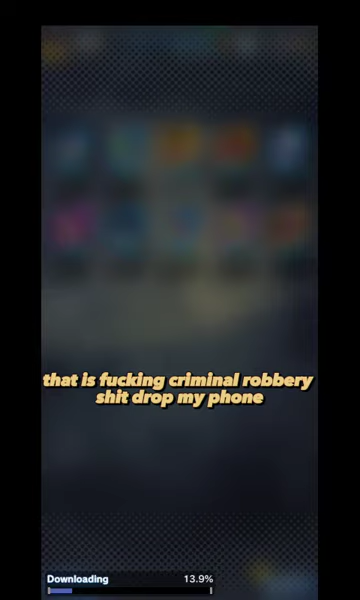 that is fucking criminal robbery
shit drop my phone
Downloading 13.9%